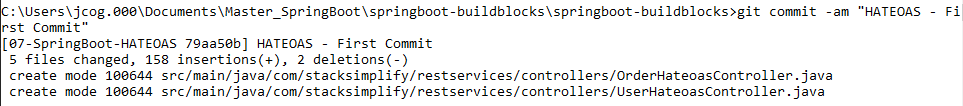 C:\Users\jcog.000\Documents\Master_SpringBoot\springboot-buildblocks\springboot-buildblocks>git commit -am "HATEOAS - Fi
rst Commit"
[07-SpringBoot-HATEOAS 79aa50b] HATEOAS - First Commit
 5 files changed, 158 insertions(+), 2 deletions(-)
 create mode 100644 src/main/java/com/stacksimplify/restservices/controllers/OrderHateoasController.java
 create mode 100644 src/main/java/com/stacksimplify/restservices/controllers/UserHateoasController.java